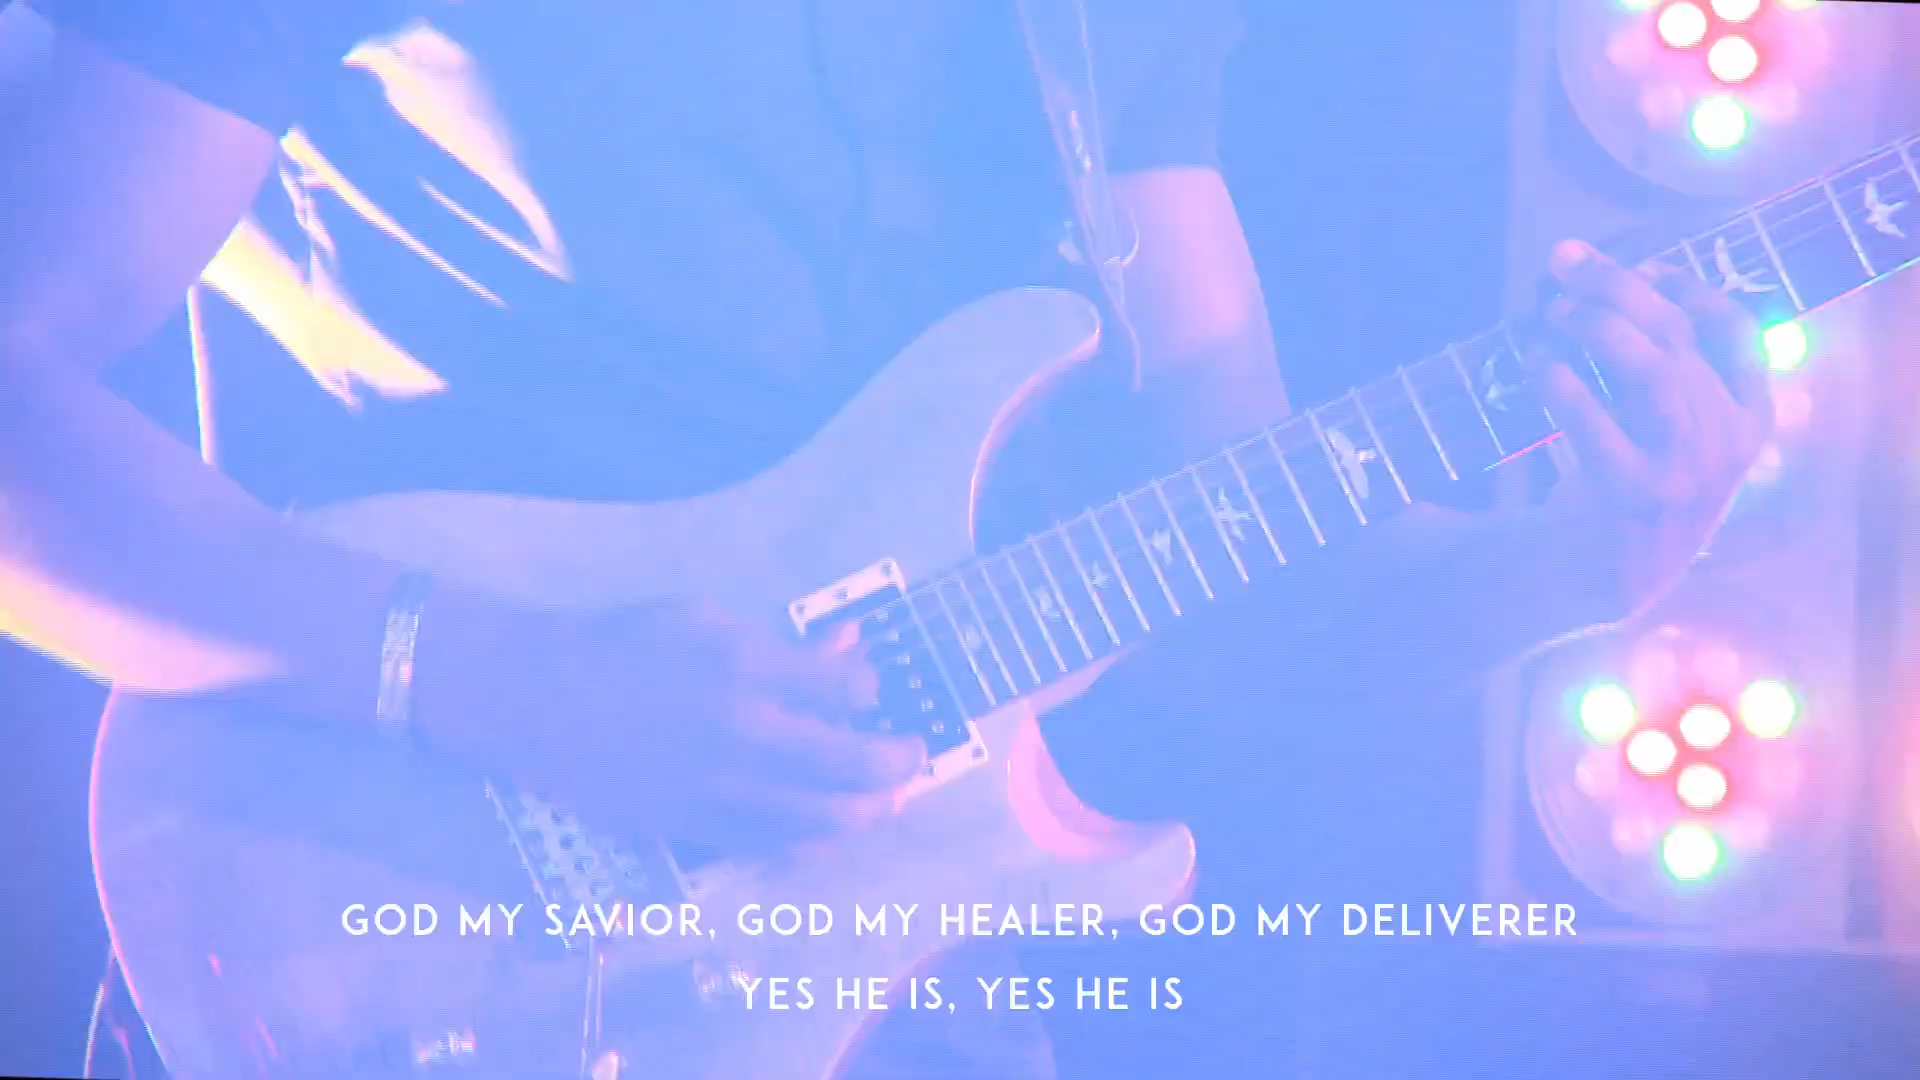 GOD MY SAVIOR, GOD MY HEALER, GOD MY DELIVERER
YES HE IS, YES HE IS